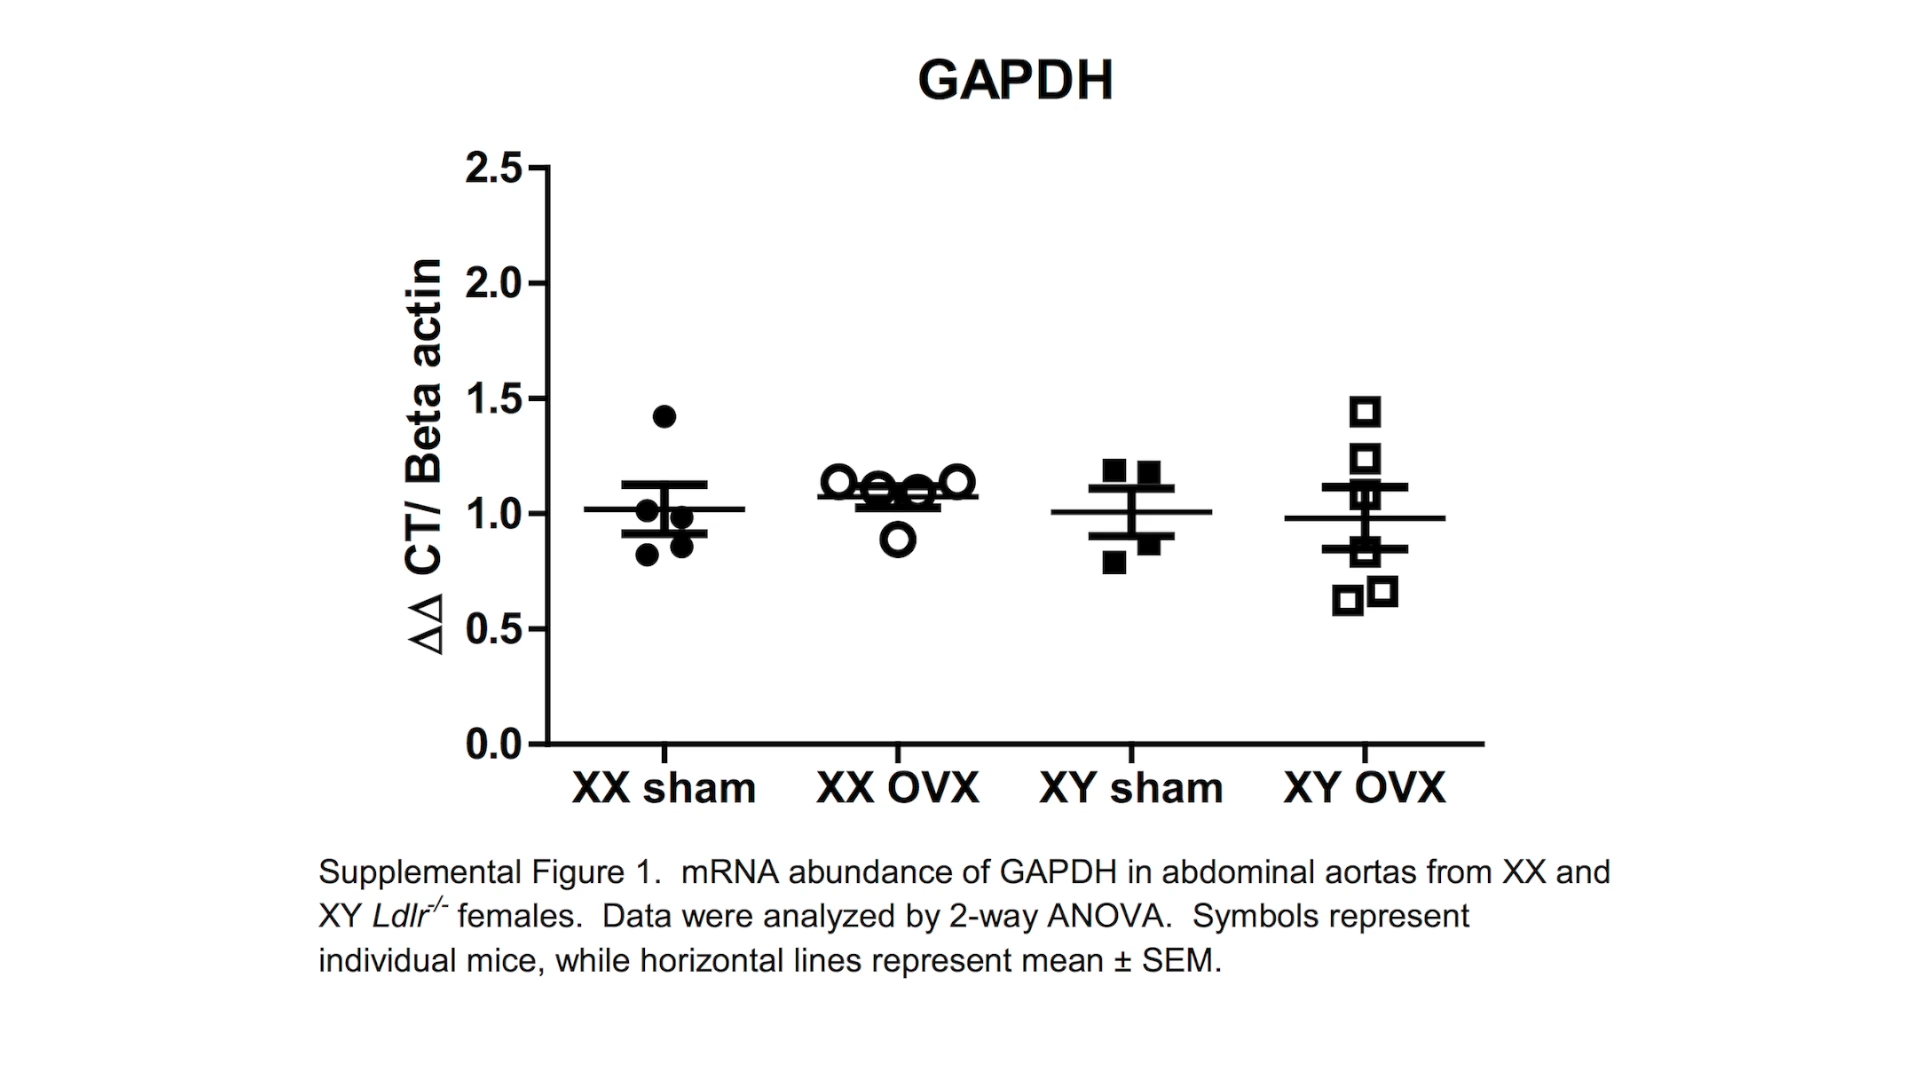 GAPDH
2.5
2.0
1.5
1.0
0.5
0.0
ΔΔ CT/ Beta actin
XX sham
XX OVX
XY sham
XY OVX
Supplemental Figure 1.  mRNA abundance of GAPDH in abdominal aortas from XX and
XY Ldlr-/- females.  Data were analyzed by 2-way ANOVA.  Symbols represent
individual mice, while horizontal lines represent mean ± SEM.